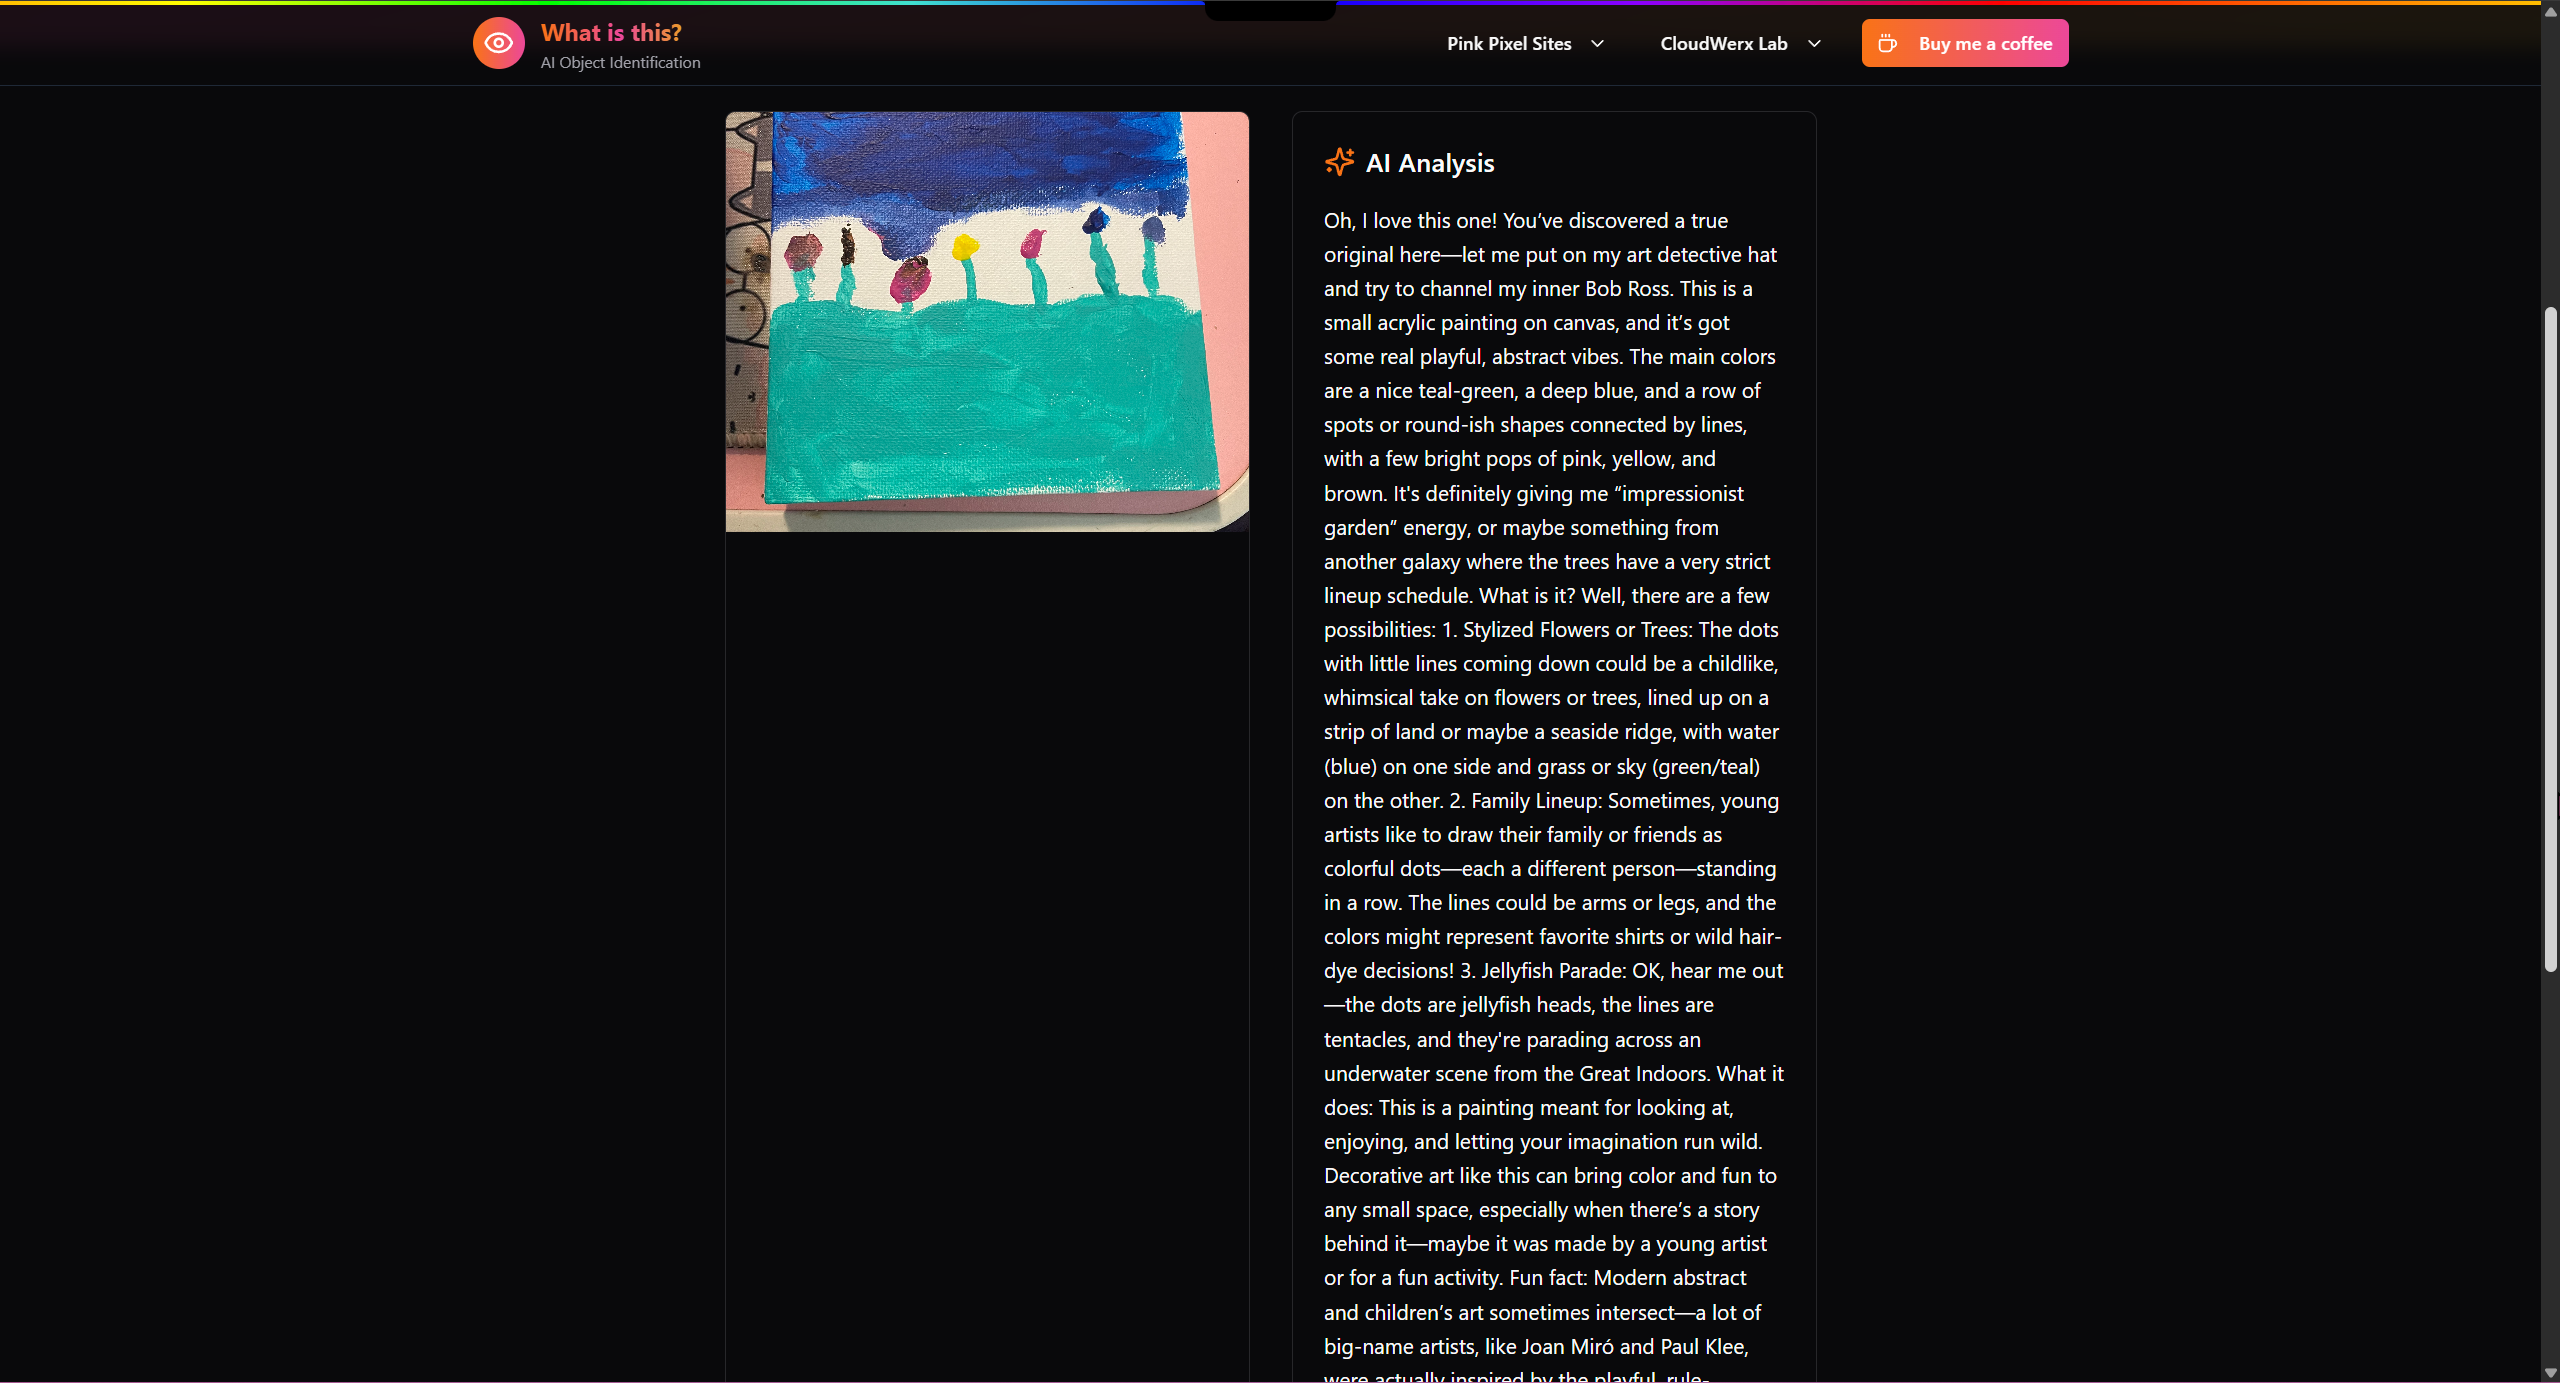 What is this?
AI Object Identification
Pink Pixel Sites
CloudWerx Lab
Buy me a coffee
AI Analysis
Oh, I love this one! You’ve discovered a true
original here—let me put on my art detective hat
and try to channel my inner Bob Ross. This is a
small acrylic painting on canvas, and it’s got
some real playful, abstract vibes. The main colors
are a nice teal-green, a deep blue, and a row of
spots or round-ish shapes connected by lines,
with a few bright pops of pink, yellow, and
brown. It's definitely giving me “impressionist
garden” energy, or maybe something from
another galaxy where the trees have a very strict
lineup schedule. What is it? Well, there are a few
possibilities: 1. Stylized Flowers or Trees: The dots
with little lines coming down could be a childlike,
whimsical take on flowers or trees, lined up on a
strip of land or maybe a seaside ridge, with water
(blue) on one side and grass or sky (green/teal)
on the other. 2. Family Lineup: Sometimes, young
artists like to draw their family or friends as
colorful dots—each a different person—standing
in a row. The lines could be arms or legs, and the
colors might represent favorite shirts or wild hair-
dye decisions! 3. Jellyfish Parade: OK, hear me out
—the dots are jellyfish heads, the lines are
tentacles, and they're parading across an
underwater scene from the Great Indoors. What it
does: This is a painting meant for looking at,
enjoying, and letting your imagination run wild.
Decorative art like this can bring color and fun to
any small space, especially when there’s a story
behind it—maybe it was made by a young artist
or for a fun activity. Fun fact: Modern abstract
and children’s art sometimes intersect—a lot of
big-name artists, like Joan Miró and Paul Klee,
were actually inspired by the playful, rule-